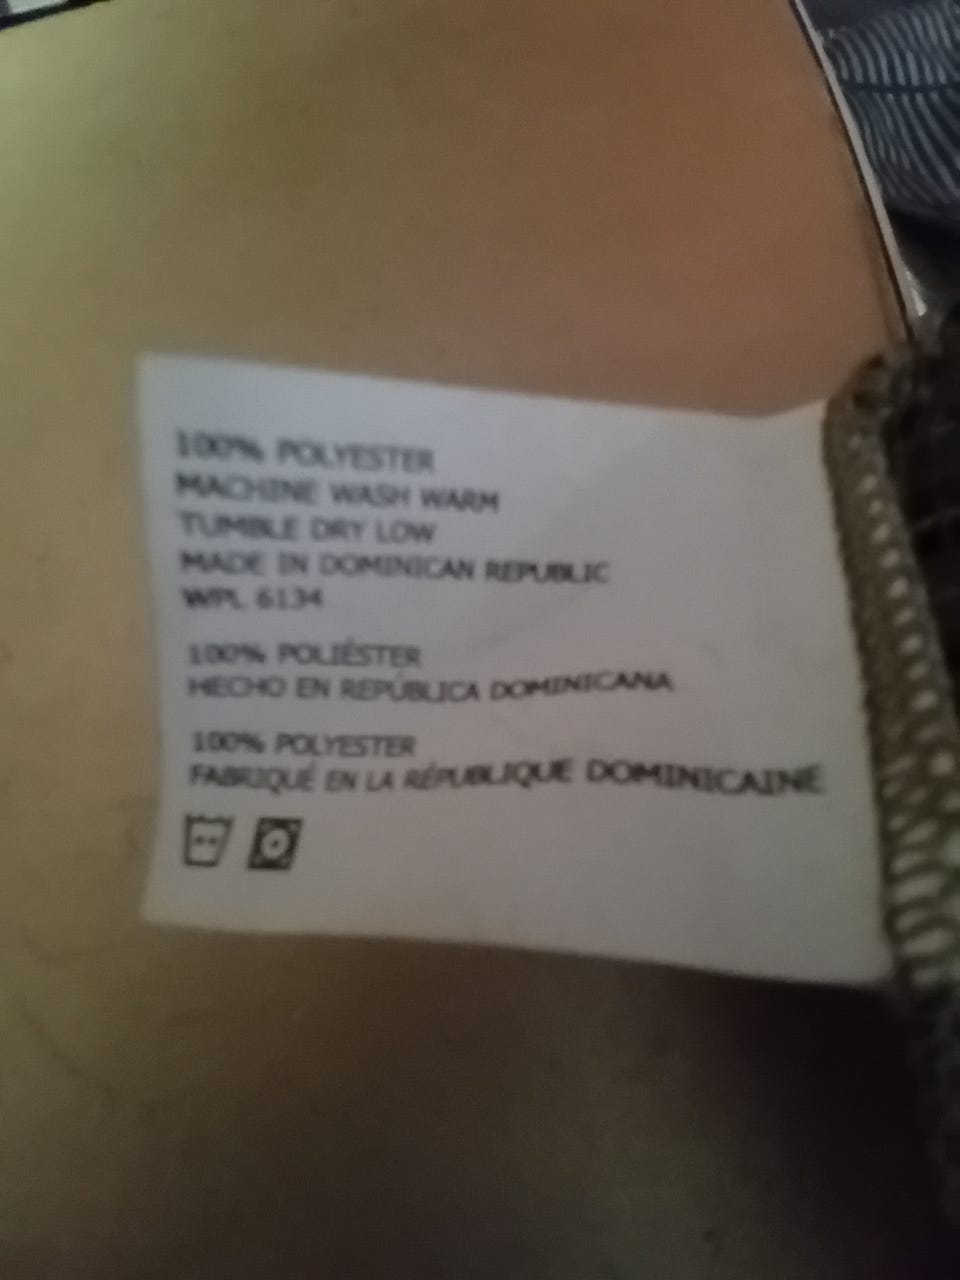 100% POLYESTER
MACHINE WASH WARM
TUMBLE DRY LOW
MADE IN DOMINICAN REPUBLIC
WPL 6134
100% POLIÉSTER
HECHO EN REPÚBLICA DOMINICANA
100% POLYESTER
FABRIQUÉ EN LA RÉPUBLIQUE DOMINICAINE